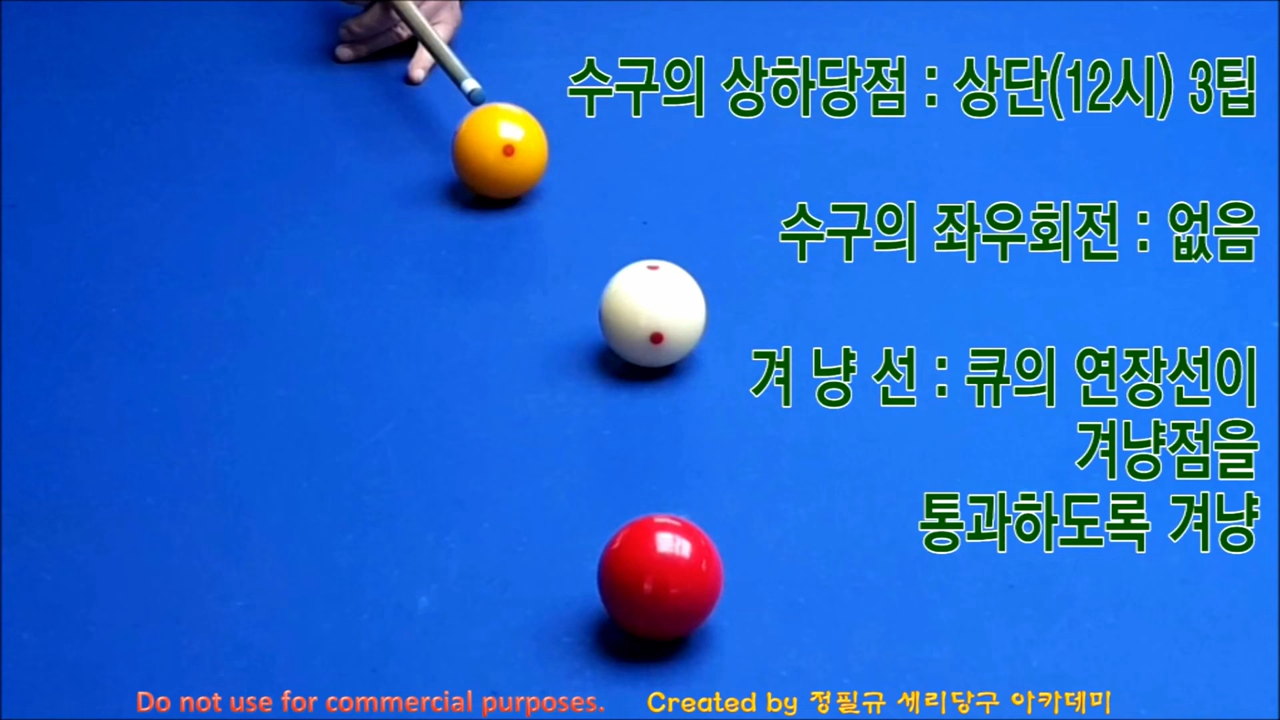 수구의 상하당점 : 상단(12시) 3팁
수구의 좌우회전 : 없음
겨 냥 선 : 큐의 연장선이
겨냥점을
통과하도록 겨냥
Do not use for commercial purposes. Created by 정필규 세리당구 아카데미